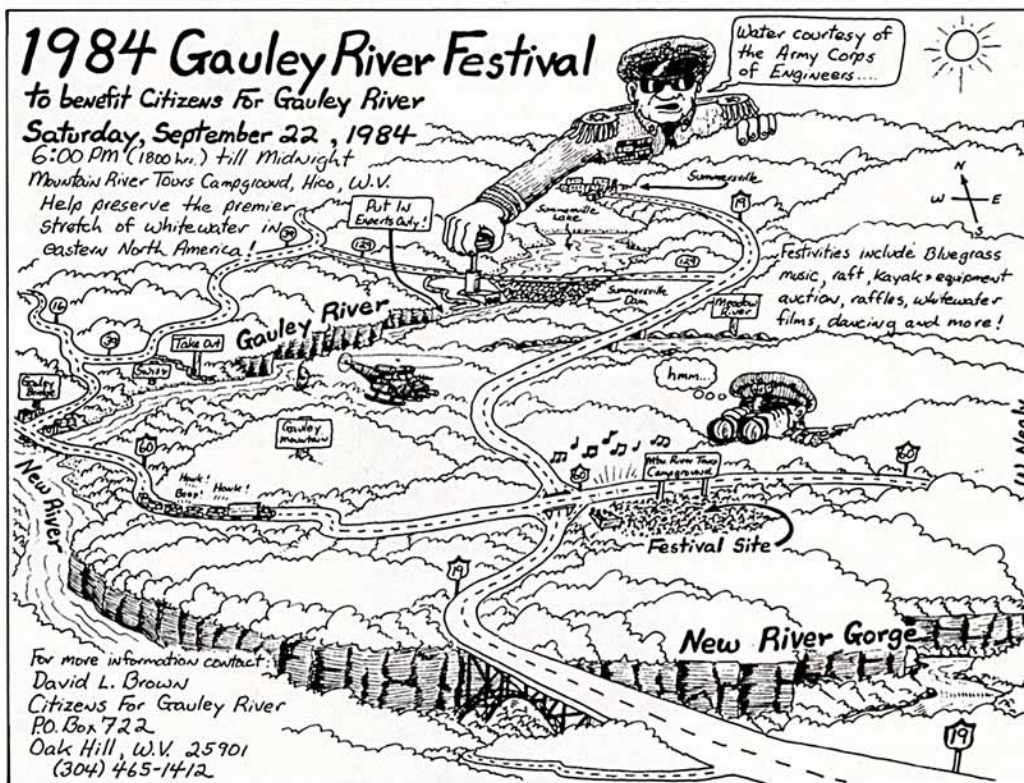 1984 Gauley River Festival
to benefit Citizens For Gauley River
Saturday, September 22, 1984
6:00 PM (1800 hrs.) till Midnight
Mountain River Tours Campground, Hico, W.V.
Help preserve the premier
stretch of whitewater in
eastern North America!
Water courtesy of
the Army Corps
of Engineers....
N
W E
S
Summersville
19
Put In
Experts Only!
Summersville
Lake
39
129
129
Summersville
Dam
Festivities include Bluegrass
music, raft, kayak & equipment
auction, raffles, whitewater
films, dancing and more!
Meadow
River
16
39
Gauley River
Take Out
Swiss
Gauley
Bridge
hmm...
Gauley
Mountain
60
Honk!
Beep!
Honk!
New River
60
Mtn. River Tours
Campground
60
Festival Site
19
New River Gorge
19
For more information contact:
David L. Brown
Citizens For Gauley River
P.O. Box 722
Oak Hill, W.V. 25901
(304) 465-1412